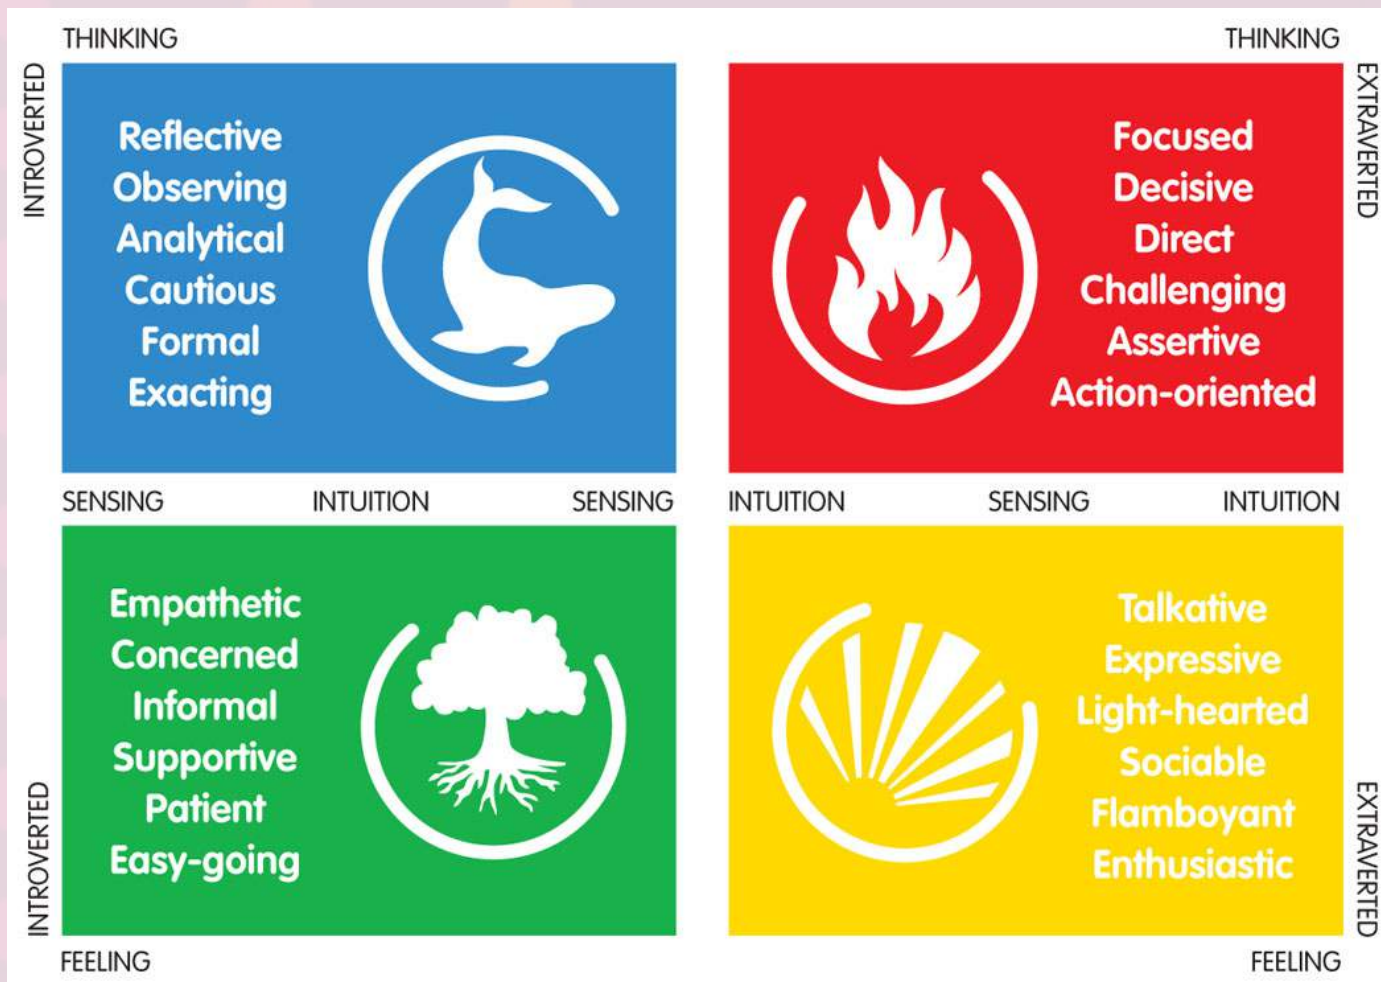 THINKING
THINKING
INTROVERTED
EXTRAVERTED
Reflective
Observing
Analytical
Cautious
Formal
Exacting
Focused
Decisive
Direct
Challenging
Assertive
Action-oriented
SENSING INTUITION SENSING
INTUITION SENSING INTUITION
Empathetic
Concerned
Informal
Supportive
Patient
Easy-going
Talkative
Expressive
Light-hearted
Sociable
Flamboyant
Enthusiastic
INTROVERTED
EXTRAVERTED
FEELING
FEELING